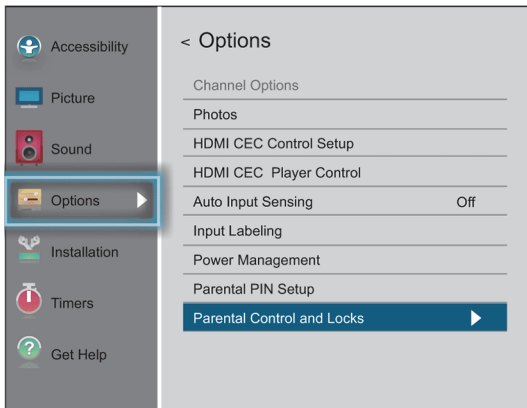 Accessibility
Picture
Sound
Options
Installation
Timers
Get Help
< Options
Channel Options
Photos
HDMI CEC Control Setup
HDMI CEC  Player Control
Auto Input Sensing Off
Input Labeling
Power Management
Parental PIN Setup
Parental Control and Locks